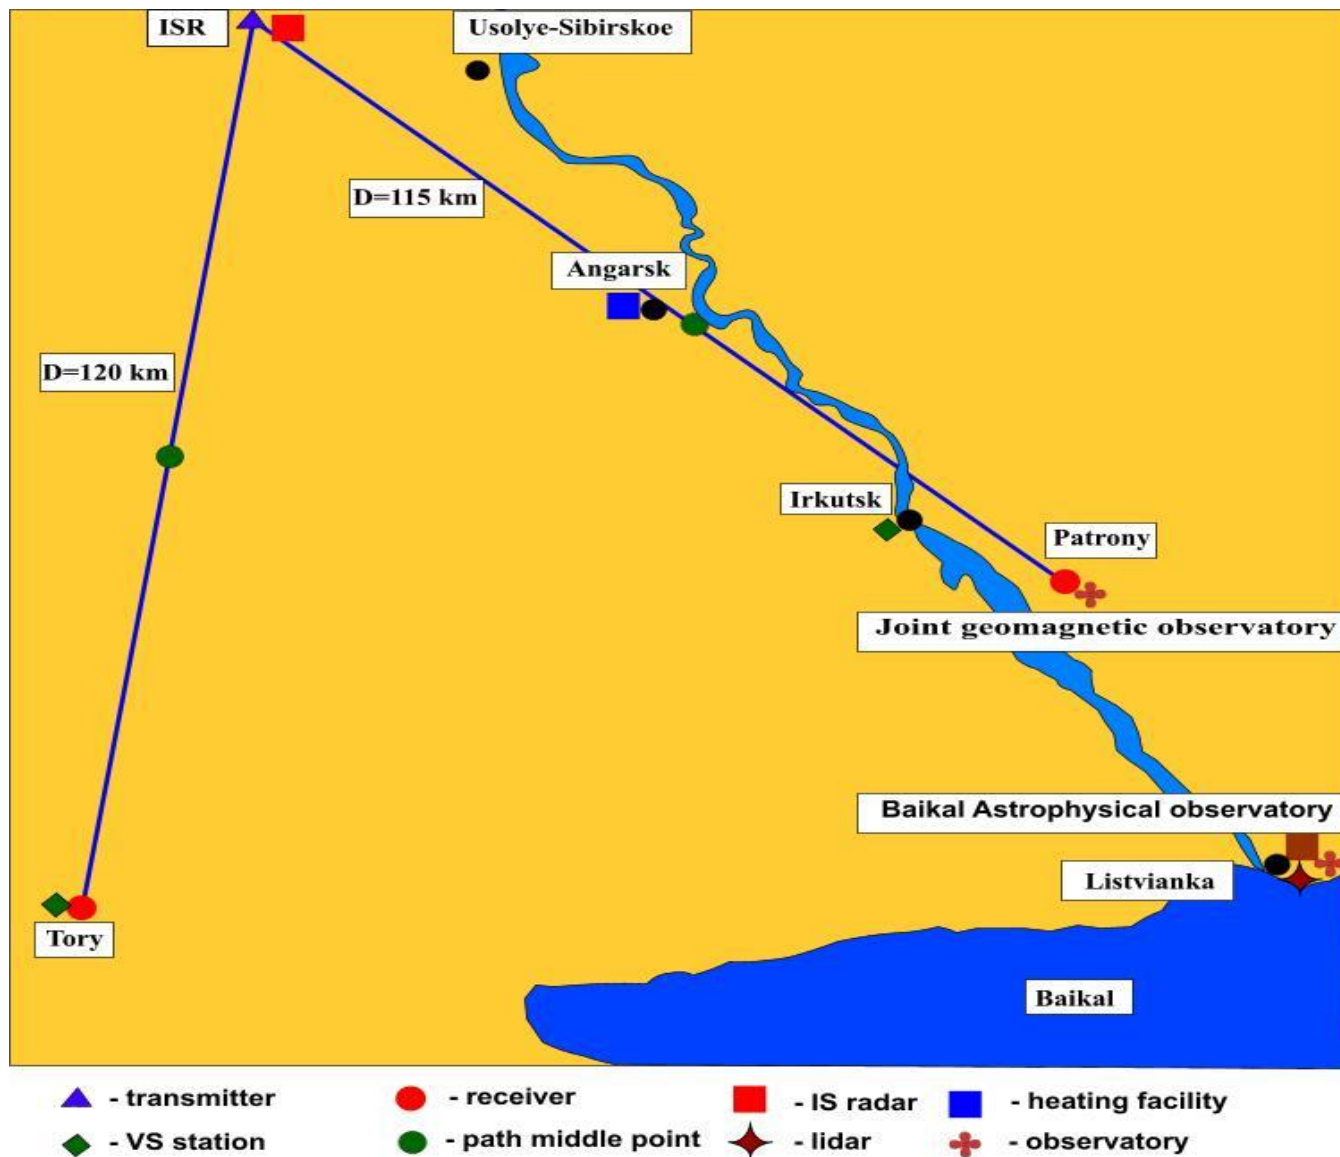 ISR
Usolye-Sibirskoe
D=115 km
Angarsk
D=120 km
Irkutsk
Patrony
Joint geomagnetic observatory
Baikal Astrophysical observatory
Listvianka
Tory
Baikal
- transmitter
- receiver
- IS radar
- heating facility
- VS station
- path middle point
- lidar
- observatory